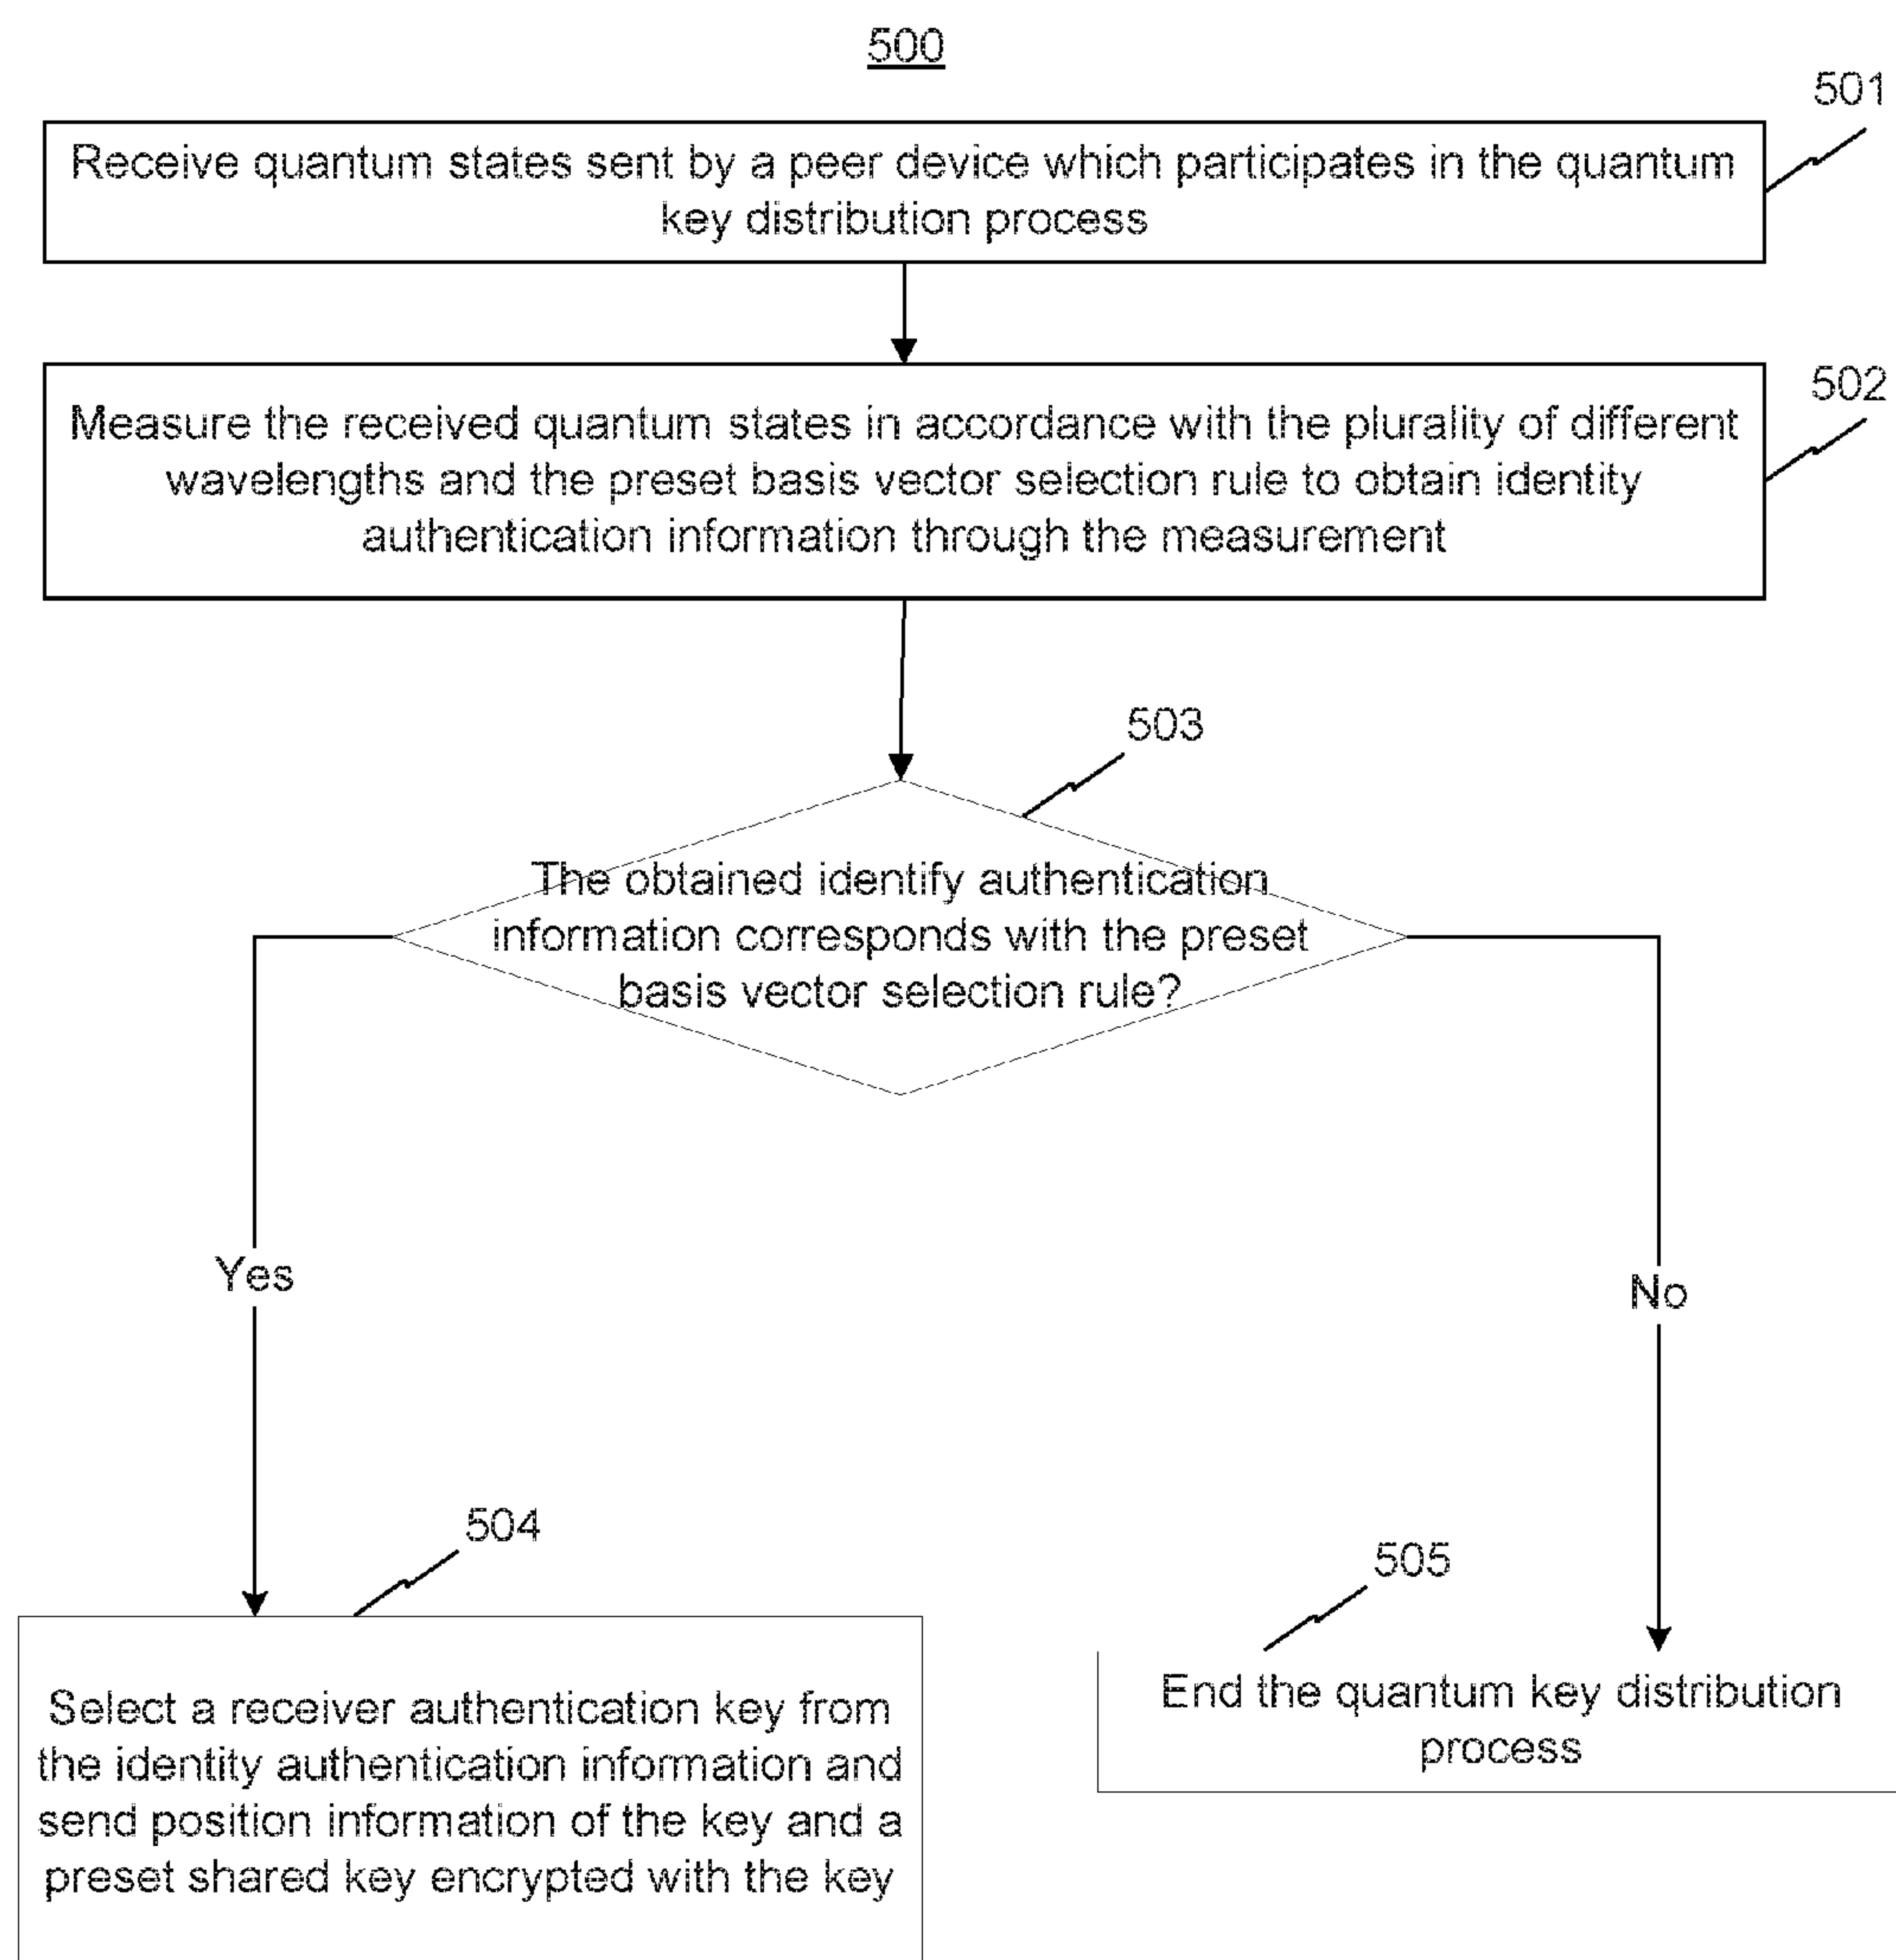 500
501
Receive quantum states sent by a peer device which participates in the quantum
key distribution process
502
Measure the received quantum states in accordance with the plurality of different
wavelengths and the preset basis vector selection rule to obtain identity
authentication information through the measurement
503
The obtained identify authentication
information corresponds with the preset
basis vector selection rule?
Yes
No
504
505
Select a receiver authentication key from
the identity authentication information and
send position information of the key and a
preset shared key encrypted with the key
End the quantum key distribution
process